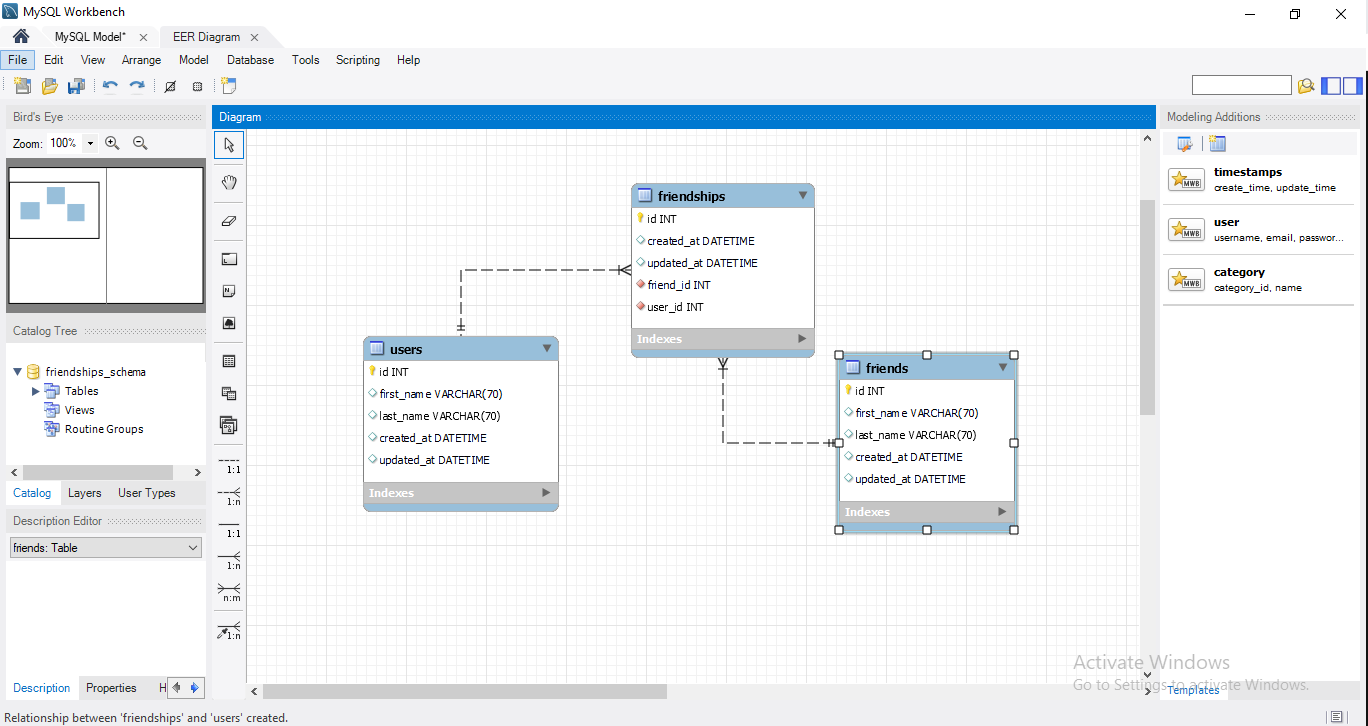 MySQL Workbench
MySQL Model*
EER Diagram
File Edit View Arrange Model Database Tools Scripting Help
Bird's Eye
Zoom: 100%
Catalog Tree
friendships_schema
Tables
Views
Routine Groups
Catalog Layers User Types
Description Editor
friends: Table
Description Properties H
Diagram
1:1
1:n
1:1
1:n
n:m
1:n
friendships
id INT
created_at DATETIME
updated_at DATETIME
friend_id INT
user_id INT
Indexes
users
id INT
first_name VARCHAR(70)
last_name VARCHAR(70)
created_at DATETIME
updated_at DATETIME
Indexes
friends
id INT
first_name VARCHAR(70)
last_name VARCHAR(70)
created_at DATETIME
updated_at DATETIME
Indexes
Modeling Additions
MWB
timestamps
create_time, update_time
MWB
user
username, email, passwor...
MWB
category
category_id, name
Activate Windows
Go to Settings to activate Windows.
Templates
Relationship between 'friendships' and 'users' created.